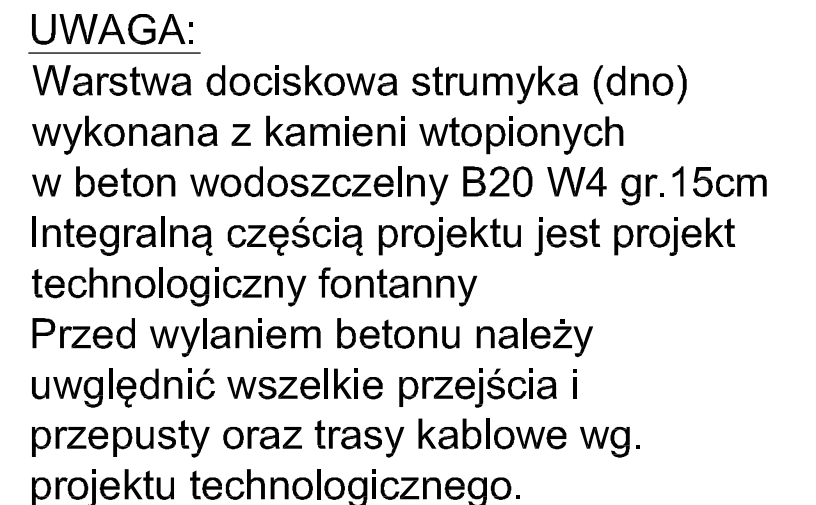 UWAGA:
Warstwa dociskowa strumyka (dno)
wykonana z kamieni wtopionych
w beton wodoszczelny B20 W4 gr.15cm
Integralną częścią projektu jest projekt
technologiczny fontanny
Przed wylaniem betonu należy
uwględnić wszelkie przejścia i
przepusty oraz trasy kablowe wg.
projektu technologicznego.